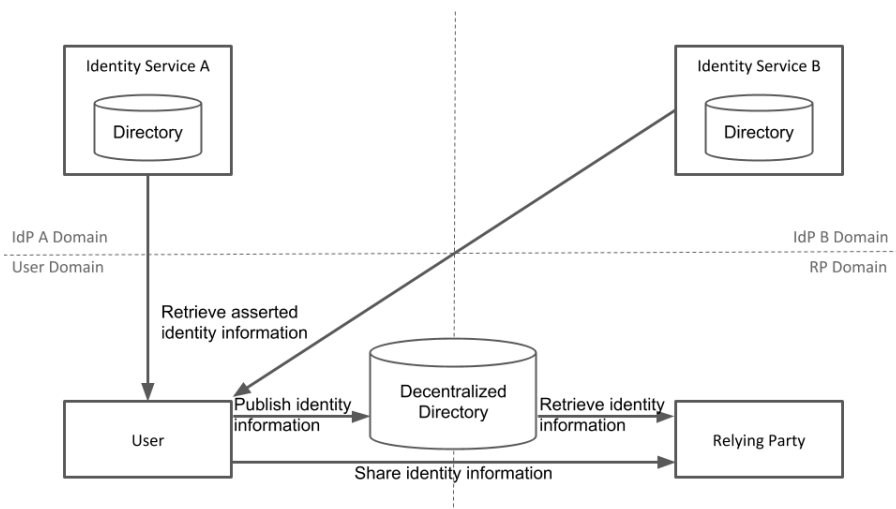 Identity Service A
Directory
Identity Service B
Directory
IdP A Domain
IdP B Domain
User Domain
RP Domain
Retrieve asserted
identity information
Decentralized
Directory
Publish identity
information
Retrieve identity
information
User
Relying Party
Share identity information